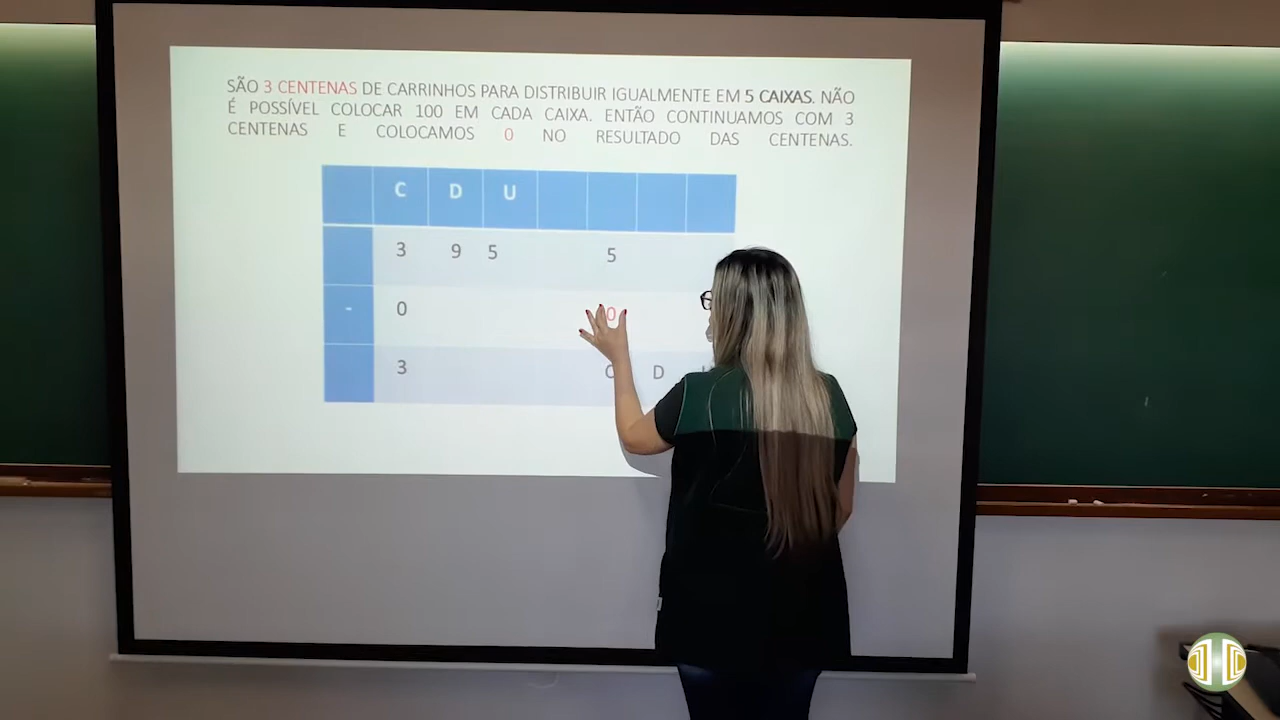 SÃO 3 CENTENAS DE CARRINHOS PARA DISTRIBUIR IGUALMENTE EM 5 CAIXAS. NÃO
É POSSÍVEL COLOCAR 100 EM CADA CAIXA. ENTÃO CONTINUAMOS COM 3
CENTENAS E COLOCAMOS 0 NO RESULTADO DAS CENTENAS.
C D U
3 9 5 5
- 0 0
3 C D